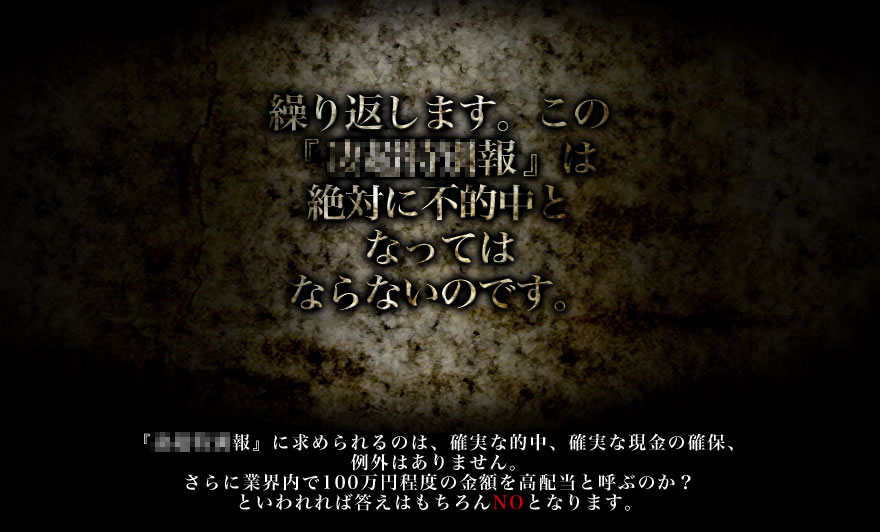 繰り返します。この
『報』は
絶対に不的中と
なっては
ならないのです。
『報』に求められるのは、確実な的中、確実な現金の確保、
例外はありません。
さらに業界内で100万円程度の金額を高配当と呼ぶのか？
といわれれば答えはもちろんNOとなります。